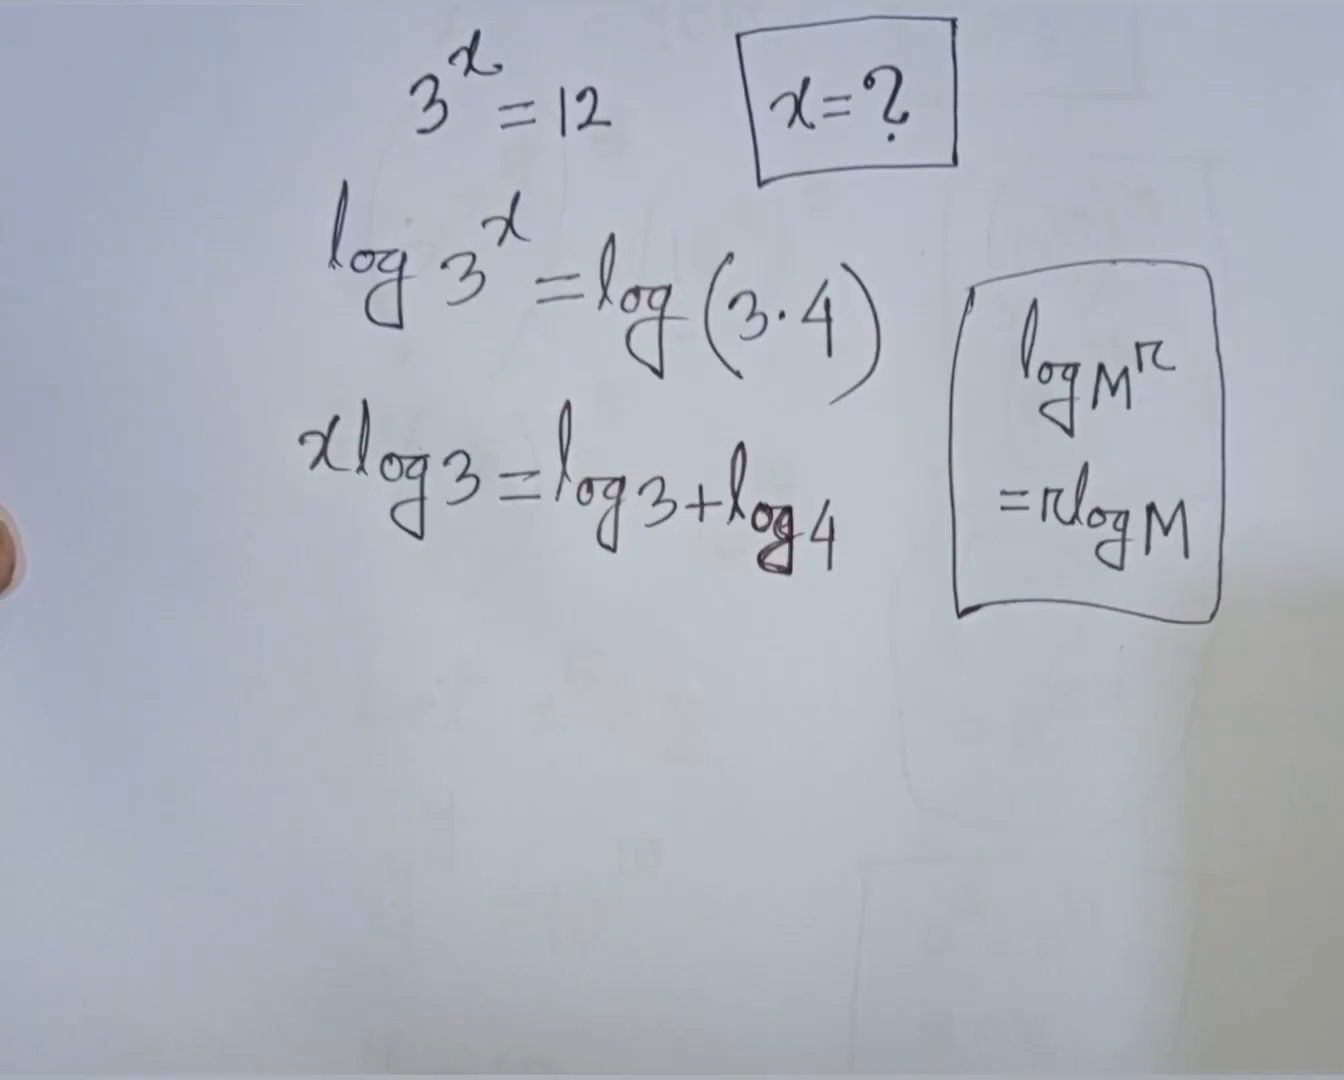 3^x = 12
x = ?
log 3^x = log (3·4)
x log 3 = log 3 + log 4
log M^r
= r log M